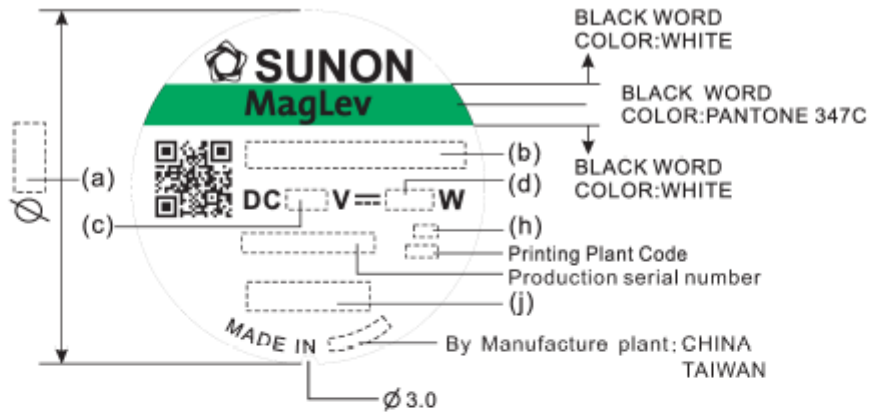 BLACK WORD
COLOR:WHITE
SUNON
MagLev
BLACK WORD
COLOR:PANTONE 347C
(b)
BLACK WORD
COLOR:WHITE
(a)
(d)
DC V W
Ø
(c)
(h)
Printing Plant Code
Production serial number
(j)
MADE IN
By Manufacture plant: CHINA
TAIWAN
Ø 3.0